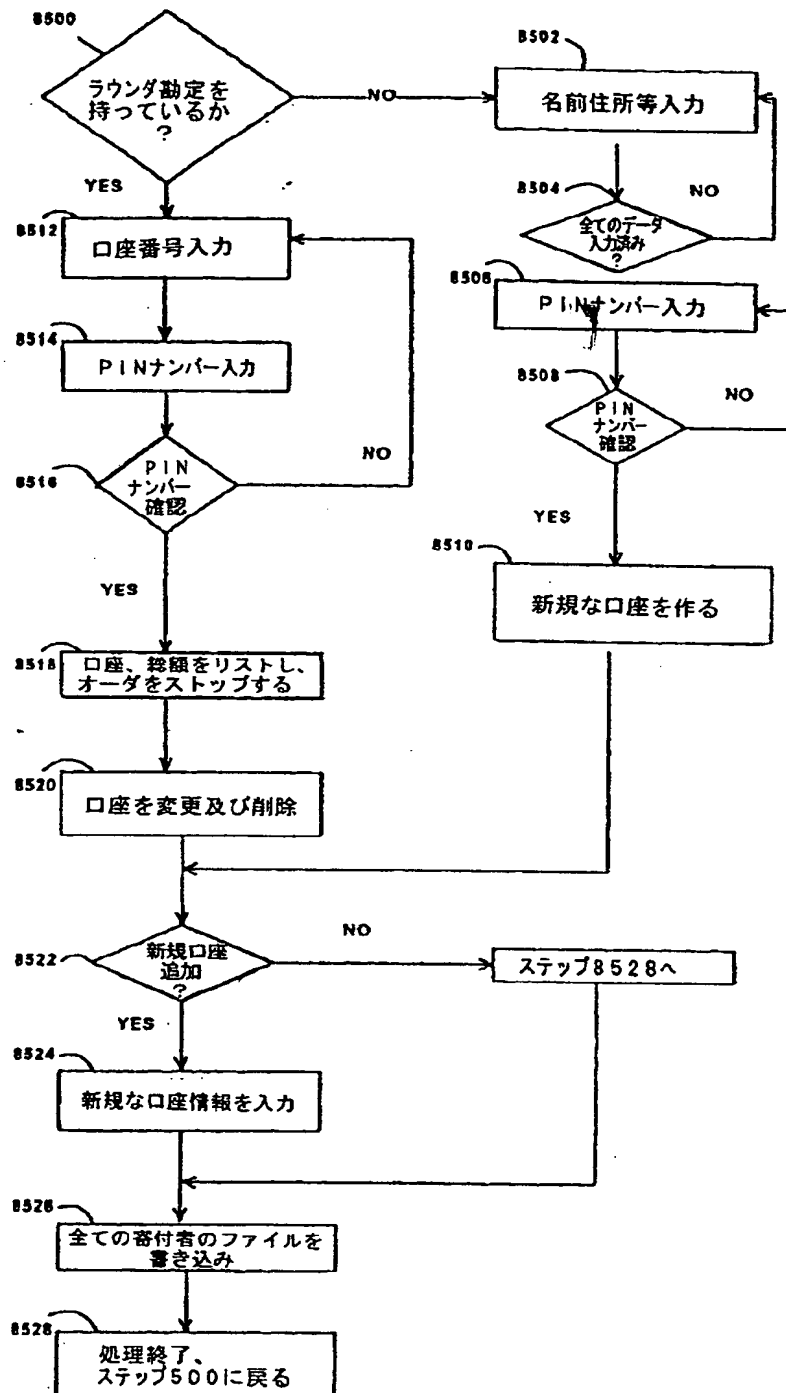 8500
ラウンダ勘定を
持っているか
?
NO
8502
名前住所等入力
YES
8504
NO
全てのデータ
入力済み
?
8512
口座番号入力
8506
PINナンバー入力
8514
PINナンバー入力
8508
NO
PIN
ナンバー
確認
8516
PIN
ナンバー
確認
NO
YES
8510
新規な口座を作る
YES
8518
口座、総額をリストし、
オーダをストップする
8520
口座を変更及び削除
8522
新規口座
追加
?
NO
ステップ8528へ
YES
8524
新規な口座情報を入力
8526
全ての寄付者のファイルを
書き込み
8528
処理終了、
ステップ500に戻る